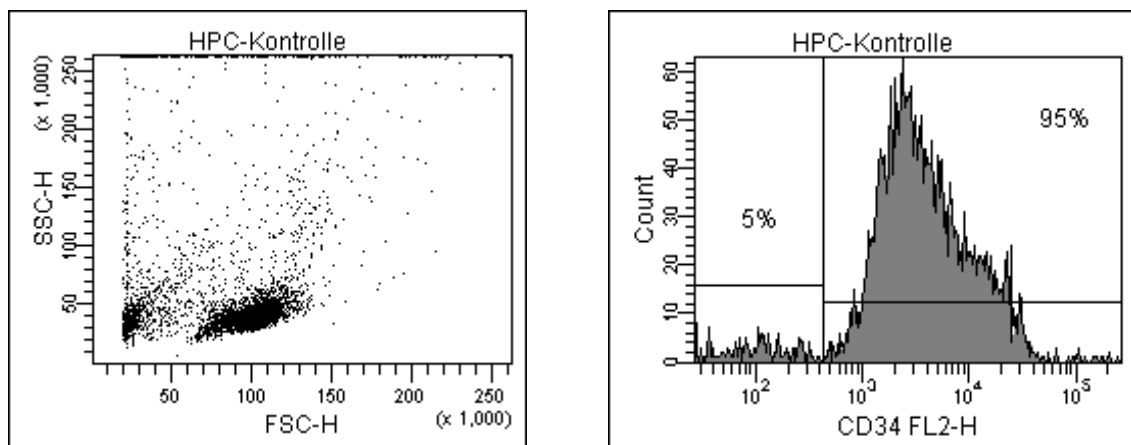 HPC-Kontrolle
SSC-H
(x 1,000)
250
200
150
100
50
50 100 150 200 250
(x 1,000)
FSC-H
HPC-Kontrolle
Count
60
50
40
30
20
10
0
5%
95%
10² 10³ 10⁴ 10⁵
CD34 FL2-H